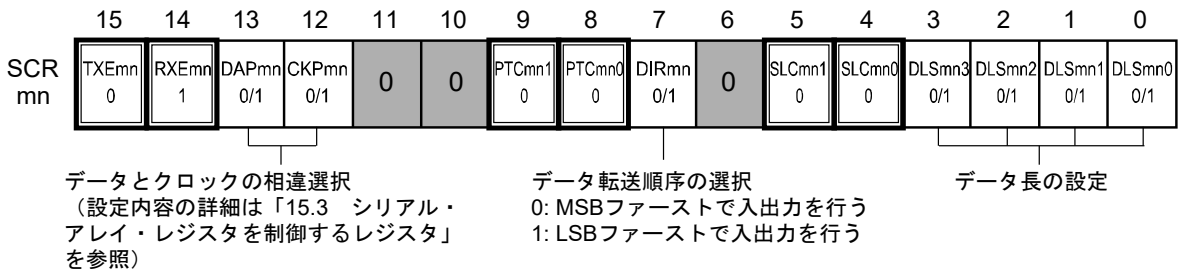 15 14 13 12 11 10 9 8 7 6 5 4 3 2 1 0
SCR
mn
TXEmn RXEmn DAPmn CKPmn 0 0 PTCmn1 PTCmn0 DIRmn 0 SLCmn1 SLCmn0 DLSmn3 DLSmn2 DLSmn1 DLSmn0
0 1 0/1 0/1 0 0 0/1 0 0 0/1 0/1 0/1 0/1
データとクロックの相違選択
(設定内容の詳細は「15.3 シリアル・
アレイ・レジスタを制御するレジスタ」
を参照)
データ転送順序の選択
0: MSBファーストで入出力を行う
1: LSBファーストで入出力を行う
データ長の設定